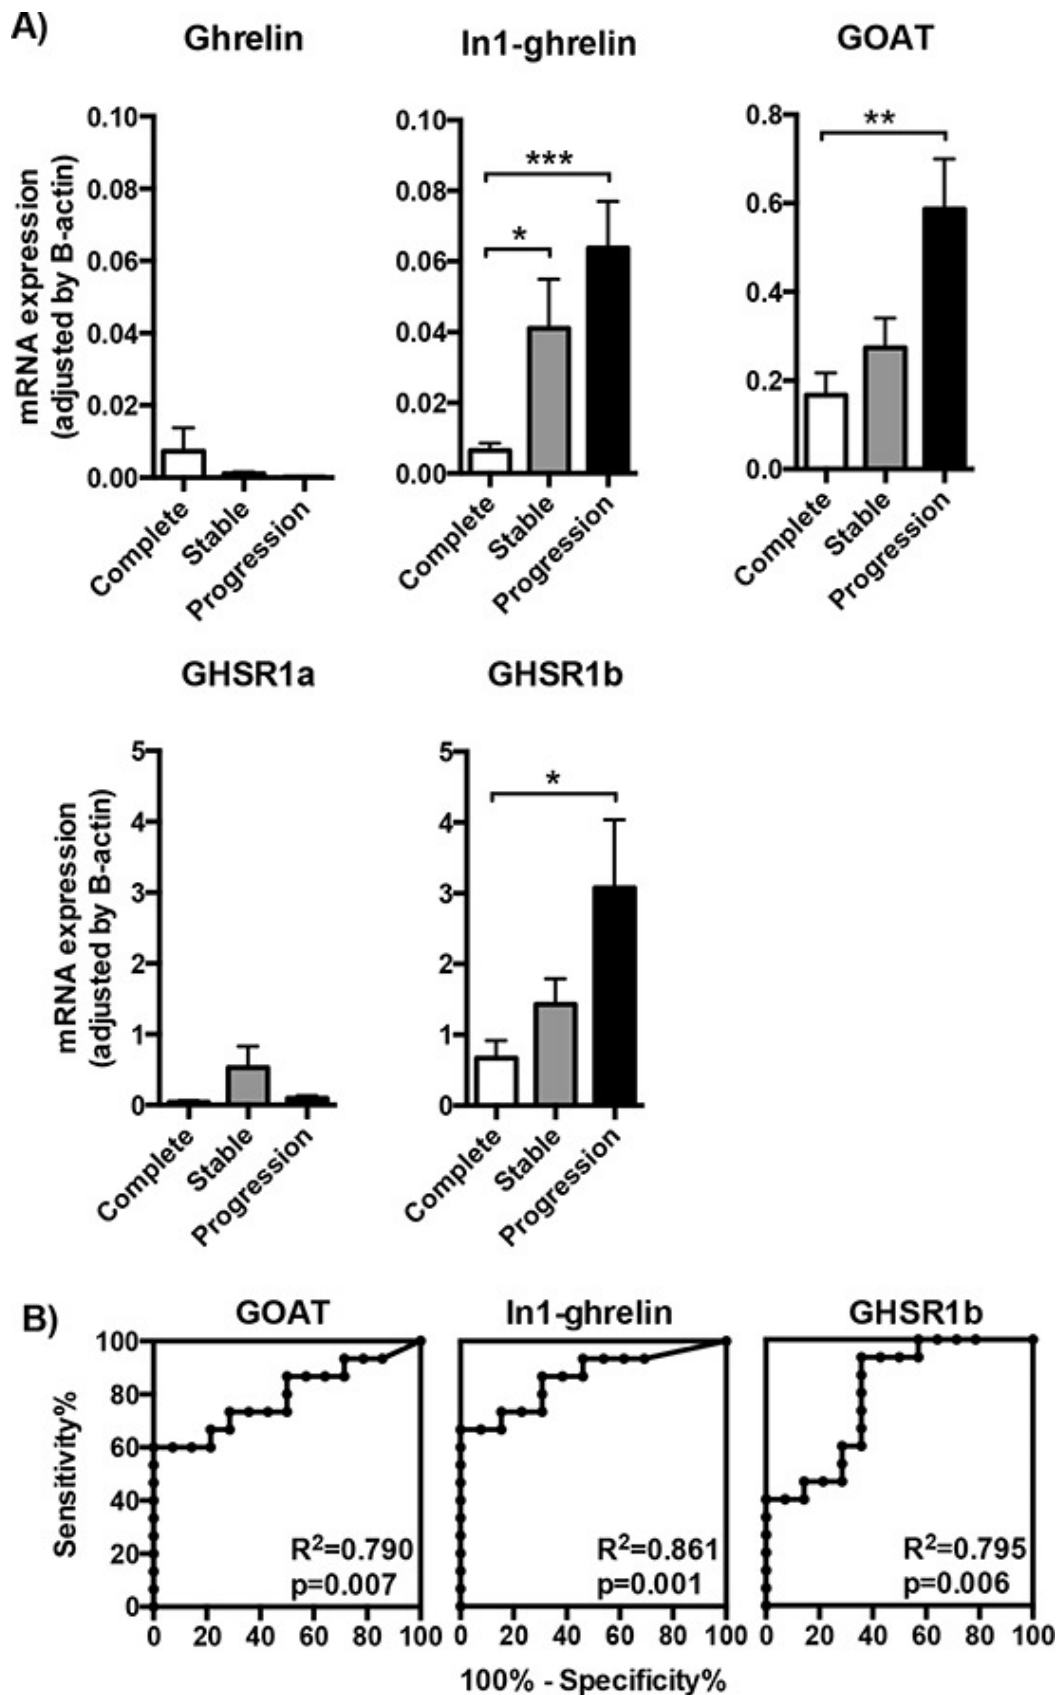 A)
Ghrelin
In1-ghrelin
GOAT
mRNA expression
(adjusted by B-actin)
0.10
0.08
0.06
0.04
0.02
0.00
Complete
Stable
Progression
0.10
0.08
0.06
0.04
0.02
0.00
***
*
Complete
Stable
Progression
0.8
0.6
0.4
0.2
0.0
**
Complete
Stable
Progression
GHSR1a
GHSR1b
mRNA expression
(adjusted by B-actin)
5
4
3
2
1
0
Complete
Stable
Progression
5
4
3
2
1
0
*
Complete
Stable
Progression
B)
GOAT
In1-ghrelin
GHSR1b
Sensitivity%
100
80
60
40
20
0
R²=0.790
p=0.007
0 20 40 60 80 100
R²=0.861
p=0.001
0 20 40 60 80 100
R²=0.795
p=0.006
0 20 40 60 80 100
100% - Specificity%